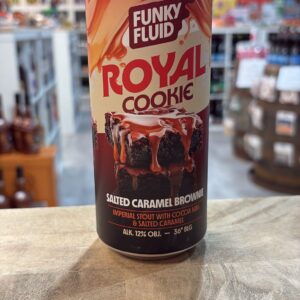 FUNKY
FLUID
ROYAL
COOKIE
SALTED CARAMEL BROWNIE
IMPERIAL STOUT WITH COCOA NIBS
& SALTED CARAMEL
ALK. 12% OBJ. — 36° BLG